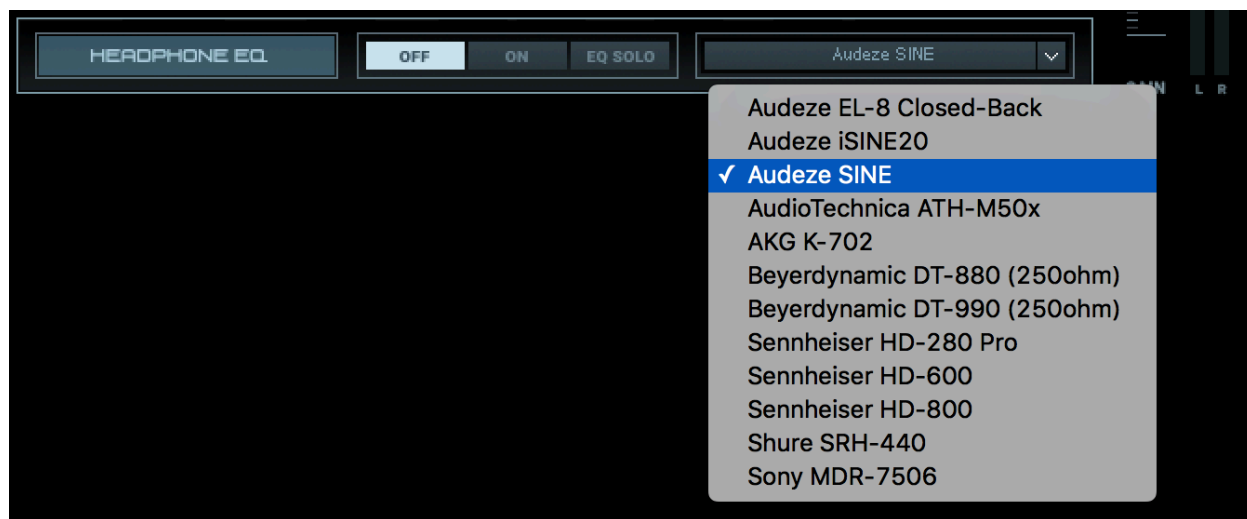 HEADPHONE EQ OFF ON EQ SOLO Audeze SINE
L R
Audeze EL-8 Closed-Back
Audeze iSINE20
✓ Audeze SINE
AudioTechnica ATH-M50x
AKG K-702
Beyerdynamic DT-880 (250ohm)
Beyerdynamic DT-990 (250ohm)
Sennheiser HD-280 Pro
Sennheiser HD-600
Sennheiser HD-800
Shure SRH-440
Sony MDR-7506